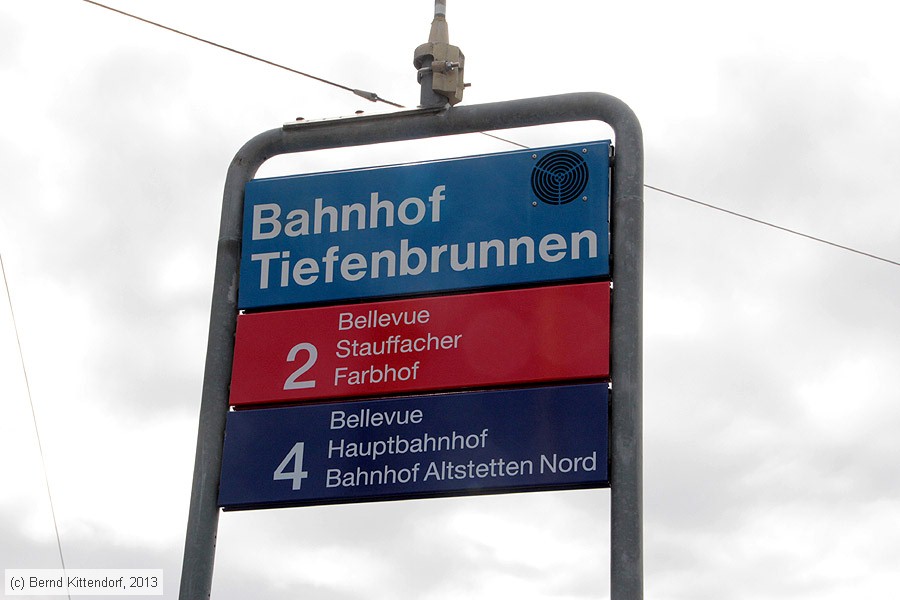 Bahnhof
Tiefenbrunnen
2
Bellevue
Stauffacher
Farbhof
4
Bellevue
Hauptbahnhof
Bahnhof Altstetten Nord
(c) Bernd Kittendorf, 2013